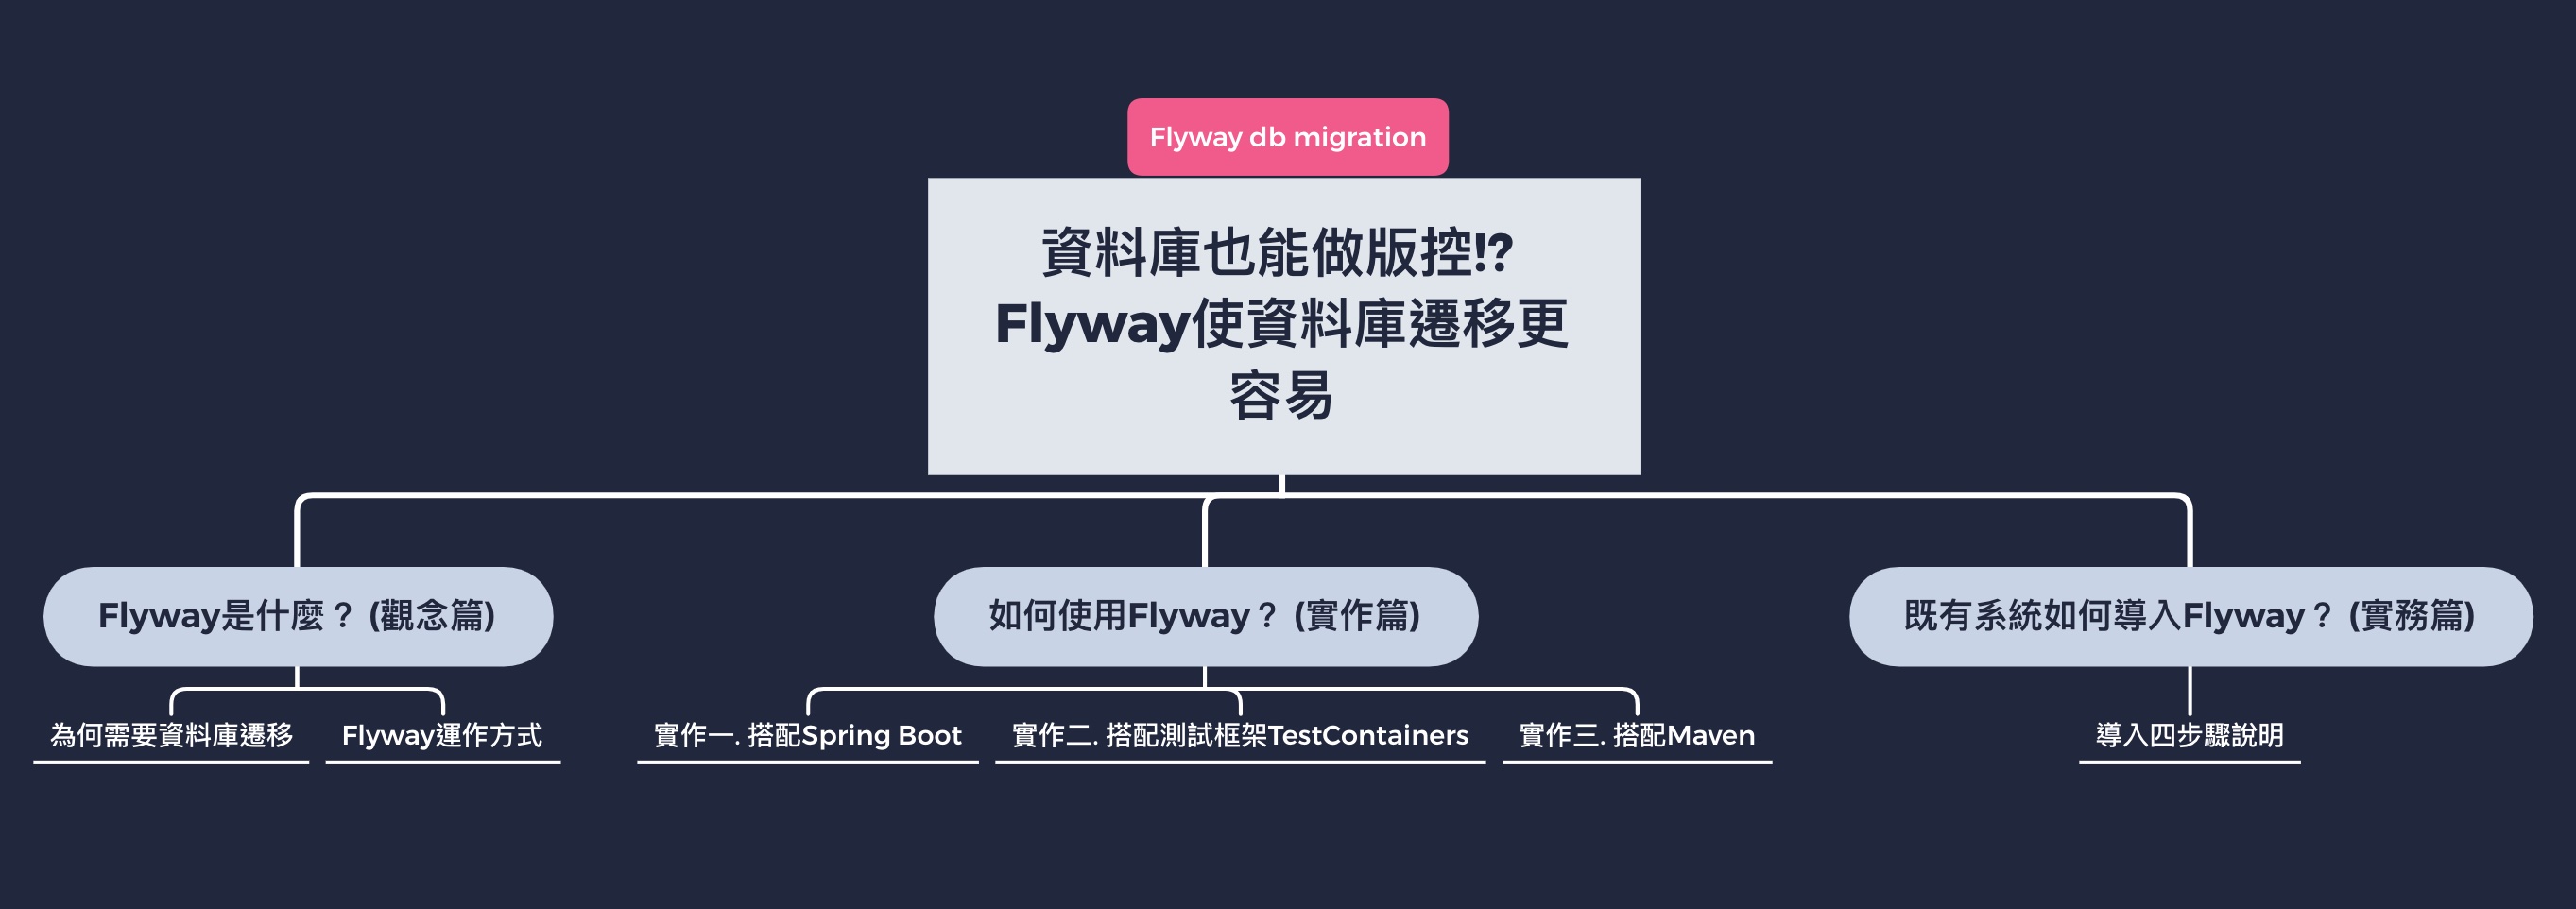 Flyway db migration
資料庫也能做版控!?
Flyway使資料庫遷移更
容易
Flyway是什麼？ (觀念篇)
如何使用Flyway？ (實作篇)
既有系統如何導入Flyway？ (實務篇)
為何需要資料庫遷移
Flyway運作方式
實作一. 搭配Spring Boot
實作二. 搭配測試框架TestContainers
實作三. 搭配Maven
導入四步驟說明